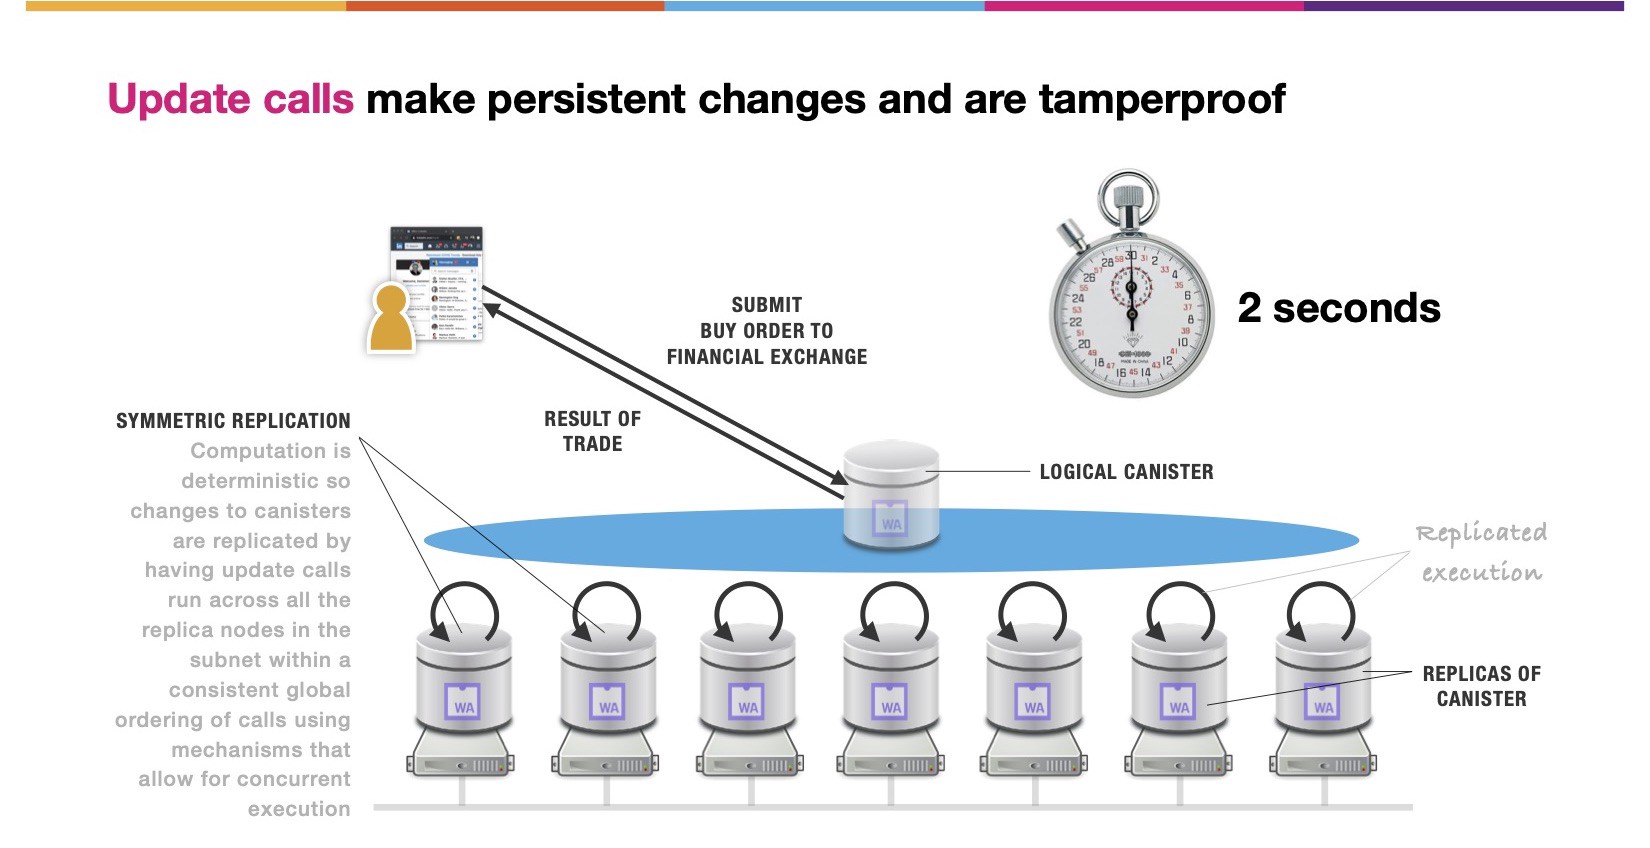 Update calls make persistent changes and are tamperproof
SUBMIT
BUY ORDER TO
FINANCIAL EXCHANGE
2 seconds
RESULT OF
TRADE
SYMMETRIC REPLICATION
Computation is
deterministic so
changes to canisters
are replicated by
having update calls
run across all the
replica nodes in the
subnet within a
consistent global
ordering of calls using
mechanisms that
allow for concurrent
execution
LOGICAL CANISTER
WA
Replicated
execution
WA
WA
WA
WA
WA
WA
WA
REPLICAS OF
CANISTER